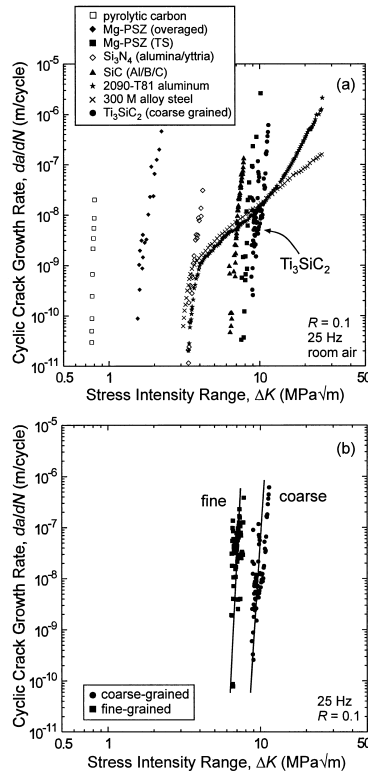 pyrolytic carbon
Mg-PSZ (overaged)
Mg-PSZ (TS)
Si3N4 (alumina/yttria)
SiC (Al/B/C)
2090-T81 aluminum
300 M alloy steel
Ti3SiC2 (coarse grained)
(a)
Cyclic Crack Growth Rate, da/dN (m/cycle)
10-5
10-6
10-7
10-8
10-9
10-10
10-11
Ti3SiC2
R = 0.1
25 Hz
room air
0.5 1 10 50
Stress Intensity Range, ΔK (MPa√m)
(b)
Cyclic Crack Growth Rate, da/dN (m/cycle)
10-5
10-6
10-7
10-8
10-9
10-10
10-11
fine
coarse
coarse-grained
fine-grained
25 Hz
R = 0.1
0.5 1 10 50
Stress Intensity Range, ΔK (MPa√m)